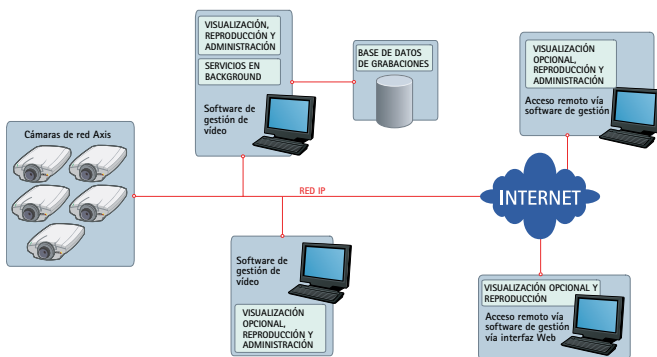 VISUALIZACIÓN,
REPRODUCCIÓN Y
ADMINISTRACIÓN
SERVICIOS EN
BACKGROUND
Software de
gestión de
vídeo
BASE DE DATOS
DE GRABACIONES
VISUALIZACIÓN
OPCIONAL,
REPRODUCCIÓN Y
ADMINISTRACIÓN
Acceso remoto vía
software de gestión
Cámaras de red Axis
RED IP
INTERNET
Software de
gestión de
vídeo
VISUALIZACIÓN
OPCIONAL,
REPRODUCCIÓN Y
ADMINISTRACIÓN
VISUALIZACIÓN OPCIONAL Y
REPRODUCCIÓN
Acceso remoto vía
software de gestión
vía interfaz Web